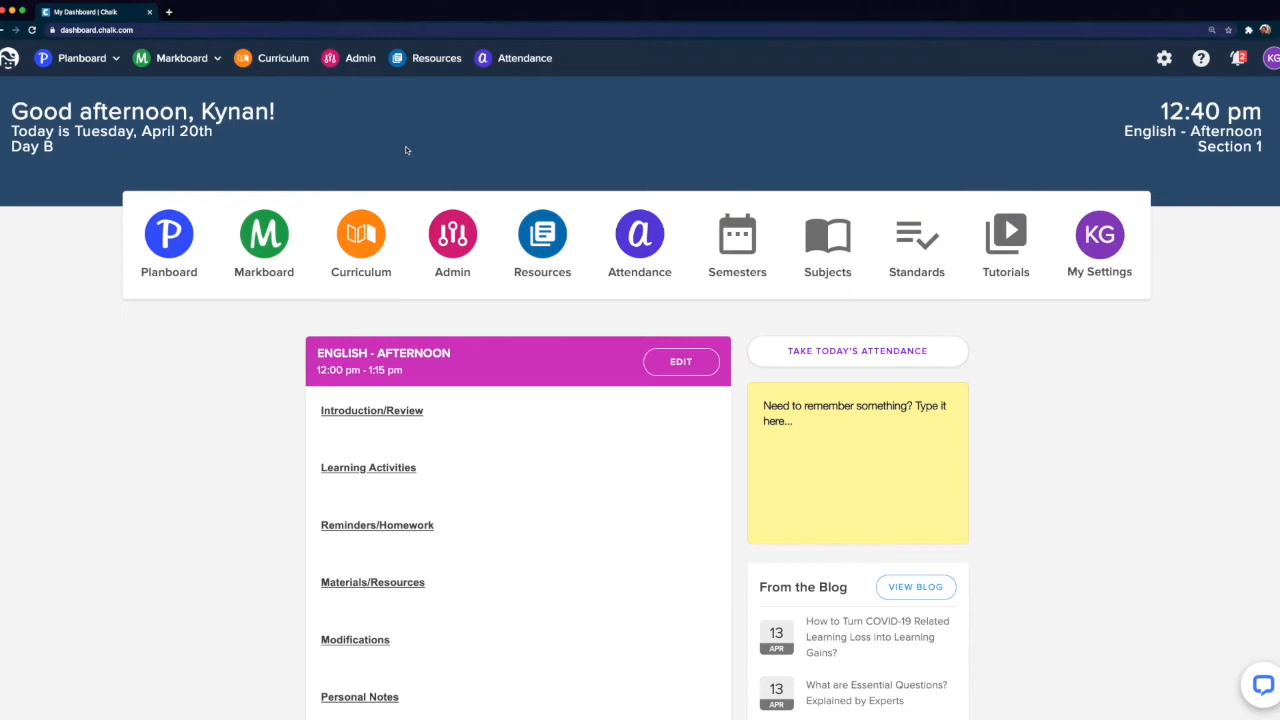 My Dashboard | Chalk
dashboard.chalk.com
Planboard
Markboard
Curriculum
Admin
Resources
Attendance
2
KG
Good afternoon, Kynan!
Today is Tuesday, April 20th
Day B
12:40 pm
English - Afternoon
Section 1
P
M
a
KG
Planboard
Markboard
Curriculum
Admin
Resources
Attendance
Semesters
Subjects
Standards
Tutorials
My Settings
ENGLISH - AFTERNOON
12:00 pm - 1:15 pm
EDIT
Introduction/Review
Learning Activities
Reminders/Homework
Materials/Resources
Modifications
Personal Notes
TAKE TODAY'S ATTENDANCE
Need to remember something? Type it
here...
From the Blog
VIEW BLOG
13
APR
How to Turn COVID-19 Related
Learning Loss into Learning
Gains?
13
APR
What are Essential Questions?
Explained by Experts